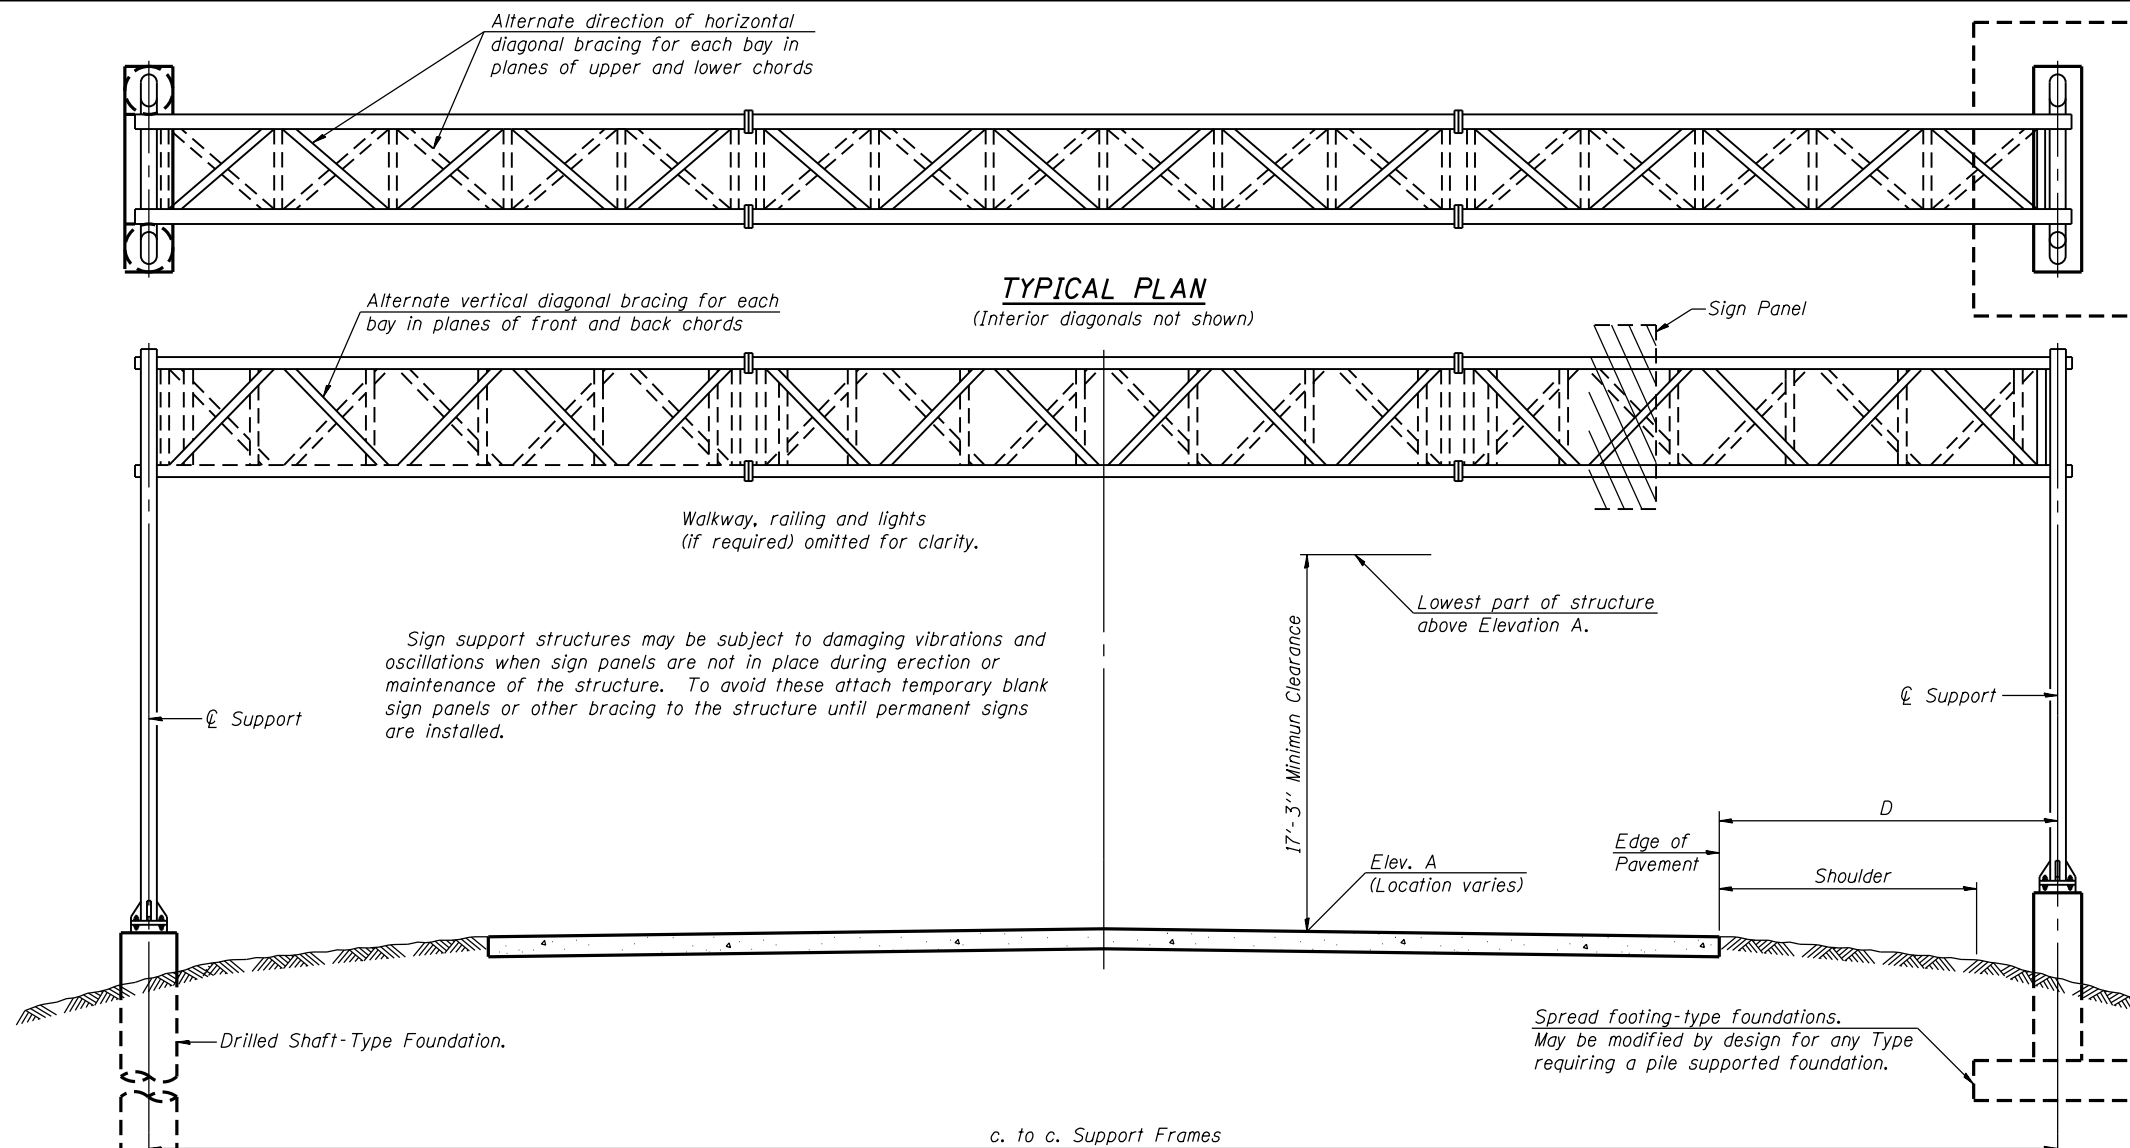 Alternate direction of horizontal
diagonal bracing for each bay in
planes of upper and lower chords
TYPICAL PLAN
(Interior diagonals not shown)
Alternate vertical diagonal bracing for each
bay in planes of front and back chords
Sign Panel
Walkway, railing and lights
(if required) omitted for clarity.
Lowest part of structure
above Elevation A.
Sign support structures may be subject to damaging vibrations and
oscillations when sign panels are not in place during erection or
maintenance of the structure. To avoid these attach temporary blank
sign panels or other bracing to the structure until permanent signs
are installed.
17'-3" Minimun Clearance
℄ Support
℄ Support
D
Edge of
Pavement
Shoulder
Elev. A
(Location varies)
Drilled Shaft-Type Foundation.
Spread footing-type foundations.
May be modified by design for any Type
requiring a pile supported foundation.
c. to c. Support Frames